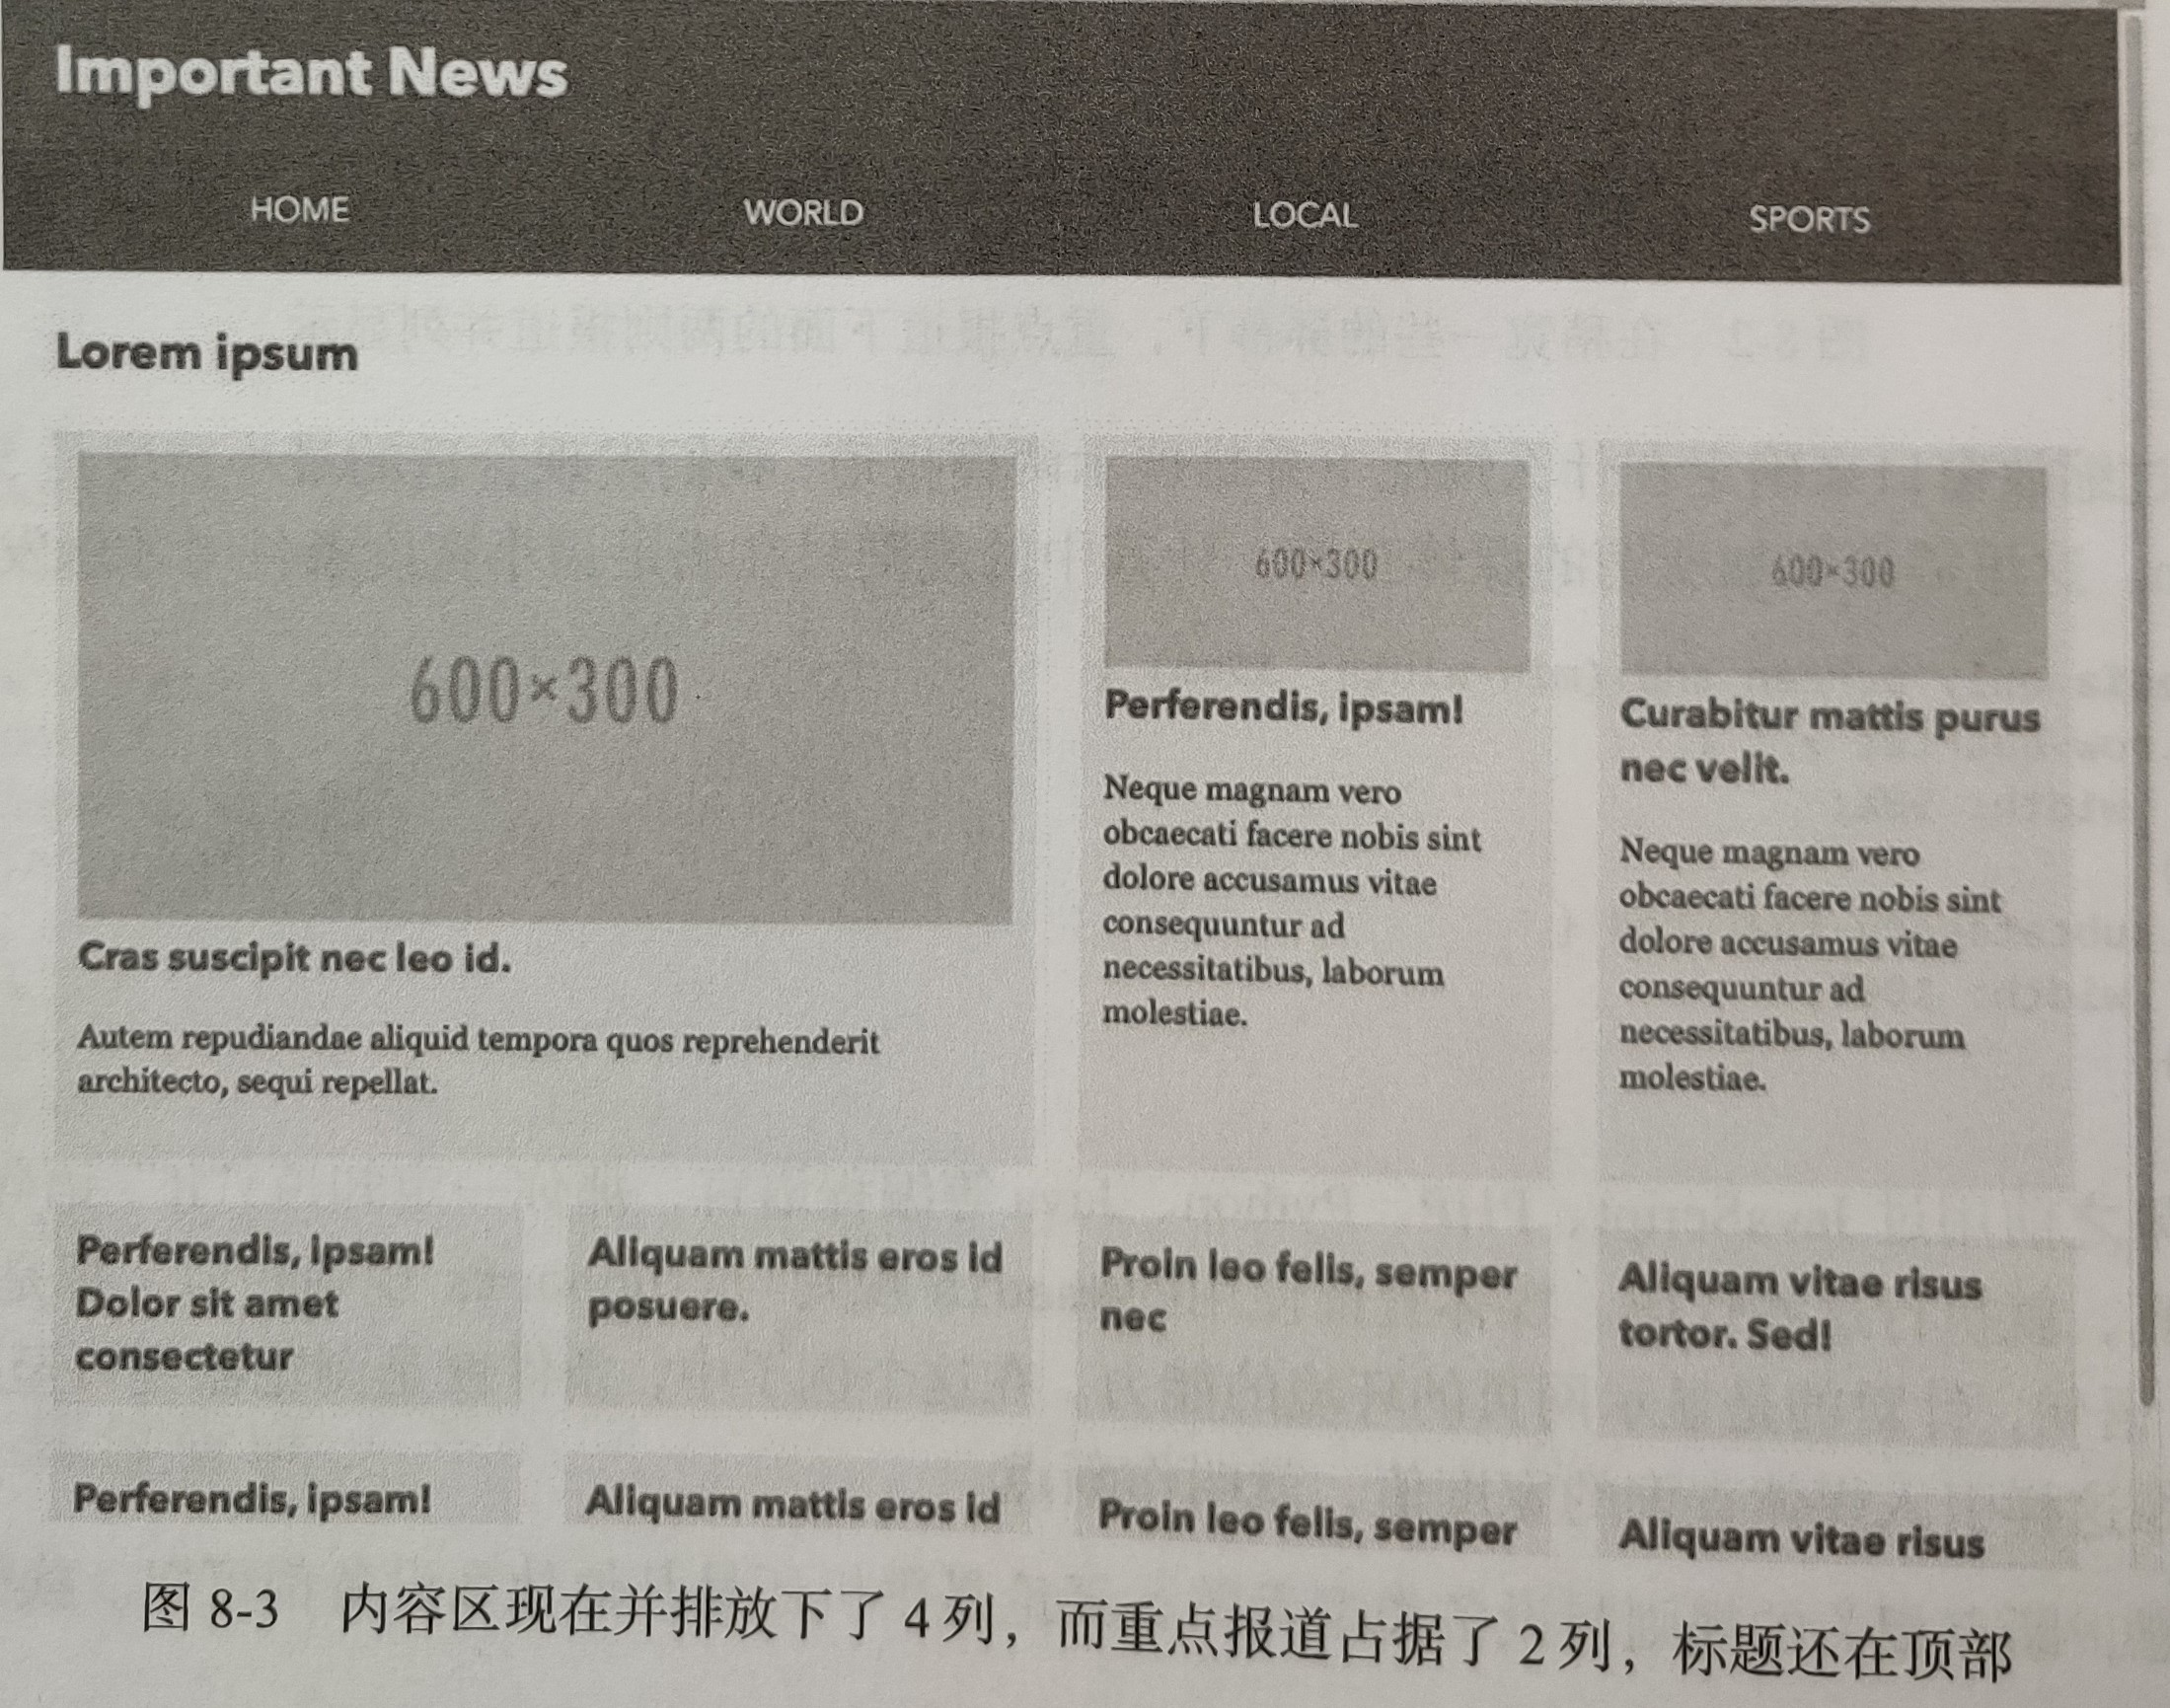 Important News
HOME
WORLD
LOCAL
SPORTS
Lorem ipsum
600×300
Cras suscipit nec leo id.
Autem repudiandae aliquid tempora quos reprehenderit
architecto, sequi repellat.
600×300
Perferendis, ipsam!
Neque magnam vero
obcaecati facere nobis sint
dolore accusamus vitae
consequuntur ad
necessitatibus, laborum
molestiae.
600×300
Curabitur mattis purus
nec velit.
Neque magnam vero
obcaecati facere nobis sint
dolore accusamus vitae
consequuntur ad
necessitatibus, laborum
molestiae.
Perferendis, ipsam!
Dolor sit amet
consectetur
Aliquam mattis eros id
posuere.
Proin leo felis, semper
nec
Aliquam vitae risus
tortor. Sed!
Perferendis, ipsam!
Aliquam mattis eros id
Proin leo felis, semper
Aliquam vitae risus
图 8-3 内容区现在并排放下了 4 列，而重点报道占据了 2 列，标题还在顶部